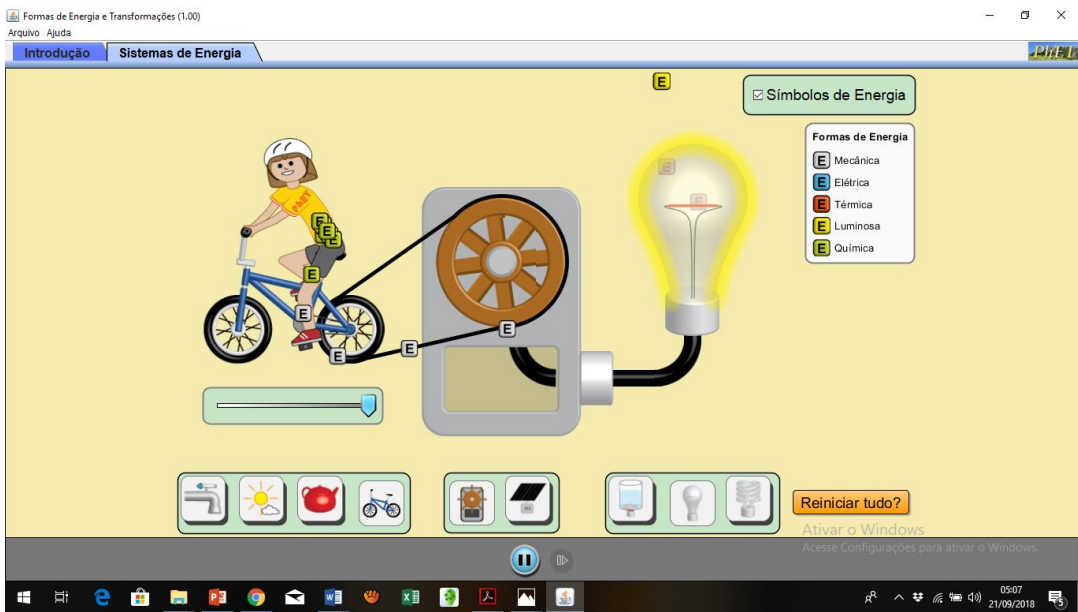 Formas de Energia e Transformações (1.00)
Arquivo Ajuda
Introdução
Sistemas de Energia
PhET
E
Símbolos de Energia
Formas de Energia
E Mecânica
E Elétrica
E Térmica
E Luminosa
E Química
E
E
PhET
E
E
E
E
E
E
E
E
Reiniciar tudo?
Ativar o Windows
Acesse Configurações para ativar o Windows.
05:07
21/09/2018
5